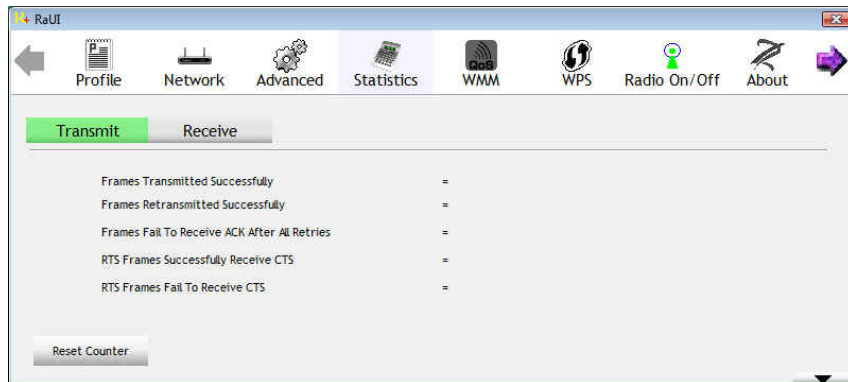 RaUI
Profile Network Advanced Statistics QoS WMM WPS Radio On/Off About
Transmit Receive
Frames Transmitted Successfully =
Frames Retransmitted Successfully =
Frames Fail To Receive ACK After All Retries =
RTS Frames Successfully Receive CTS =
RTS Frames Fail To Receive CTS =
Reset Counter